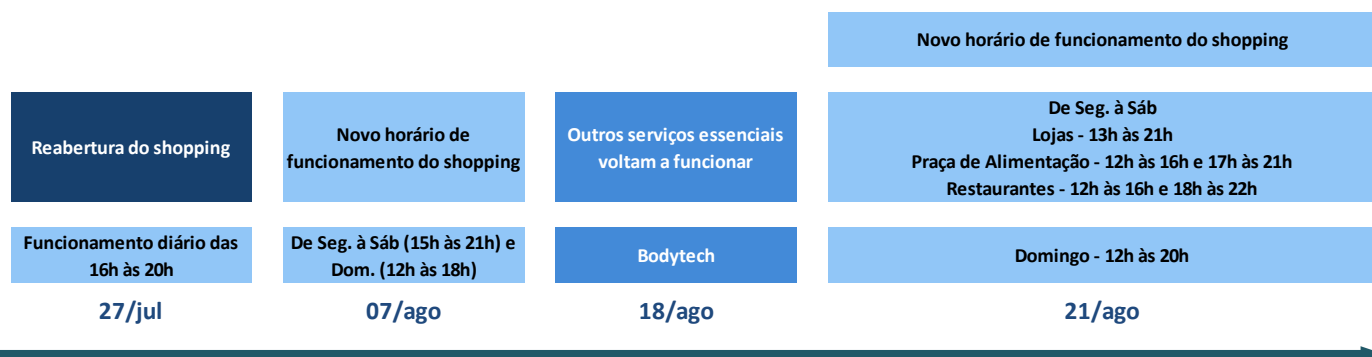 Novo horário de funcionamento do shopping
Reabertura do shopping
Novo horário de
funcionamento do shopping
Outros serviços essenciais
voltam a funcionar
De Seg. à Sáb
Lojas - 13h às 21h
Praça de Alimentação - 12h às 16h e 17h às 21h
Restaurantes - 12h às 16h e 18h às 22h
Funcionamento diário das
16h às 20h
De Seg. à Sáb (15h às 21h) e
Dom. (12h às 18h)
Bodytech
Domingo - 12h às 20h
27/jul
07/ago
18/ago
21/ago